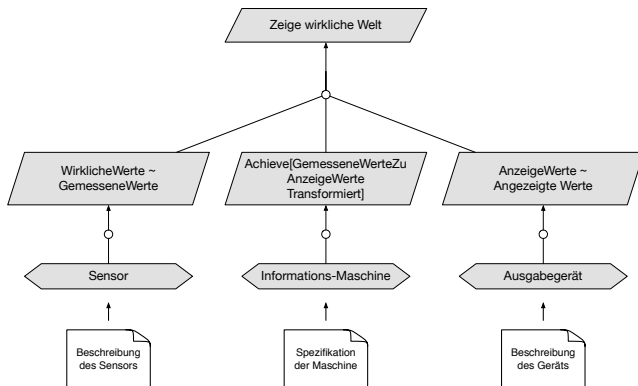 Zeige wirkliche Welt
WirklicheWerte ~
GemesseneWerte
Achieve[GemesseneWerteZu
AnzeigeWerte
Transformiert]
AnzeigeWerte ~
Angezeigte Werte
Sensor
Informations-Maschine
Ausgabegerät
Beschreibung
des Sensors
Spezifikation
der Maschine
Beschreibung
des Geräts